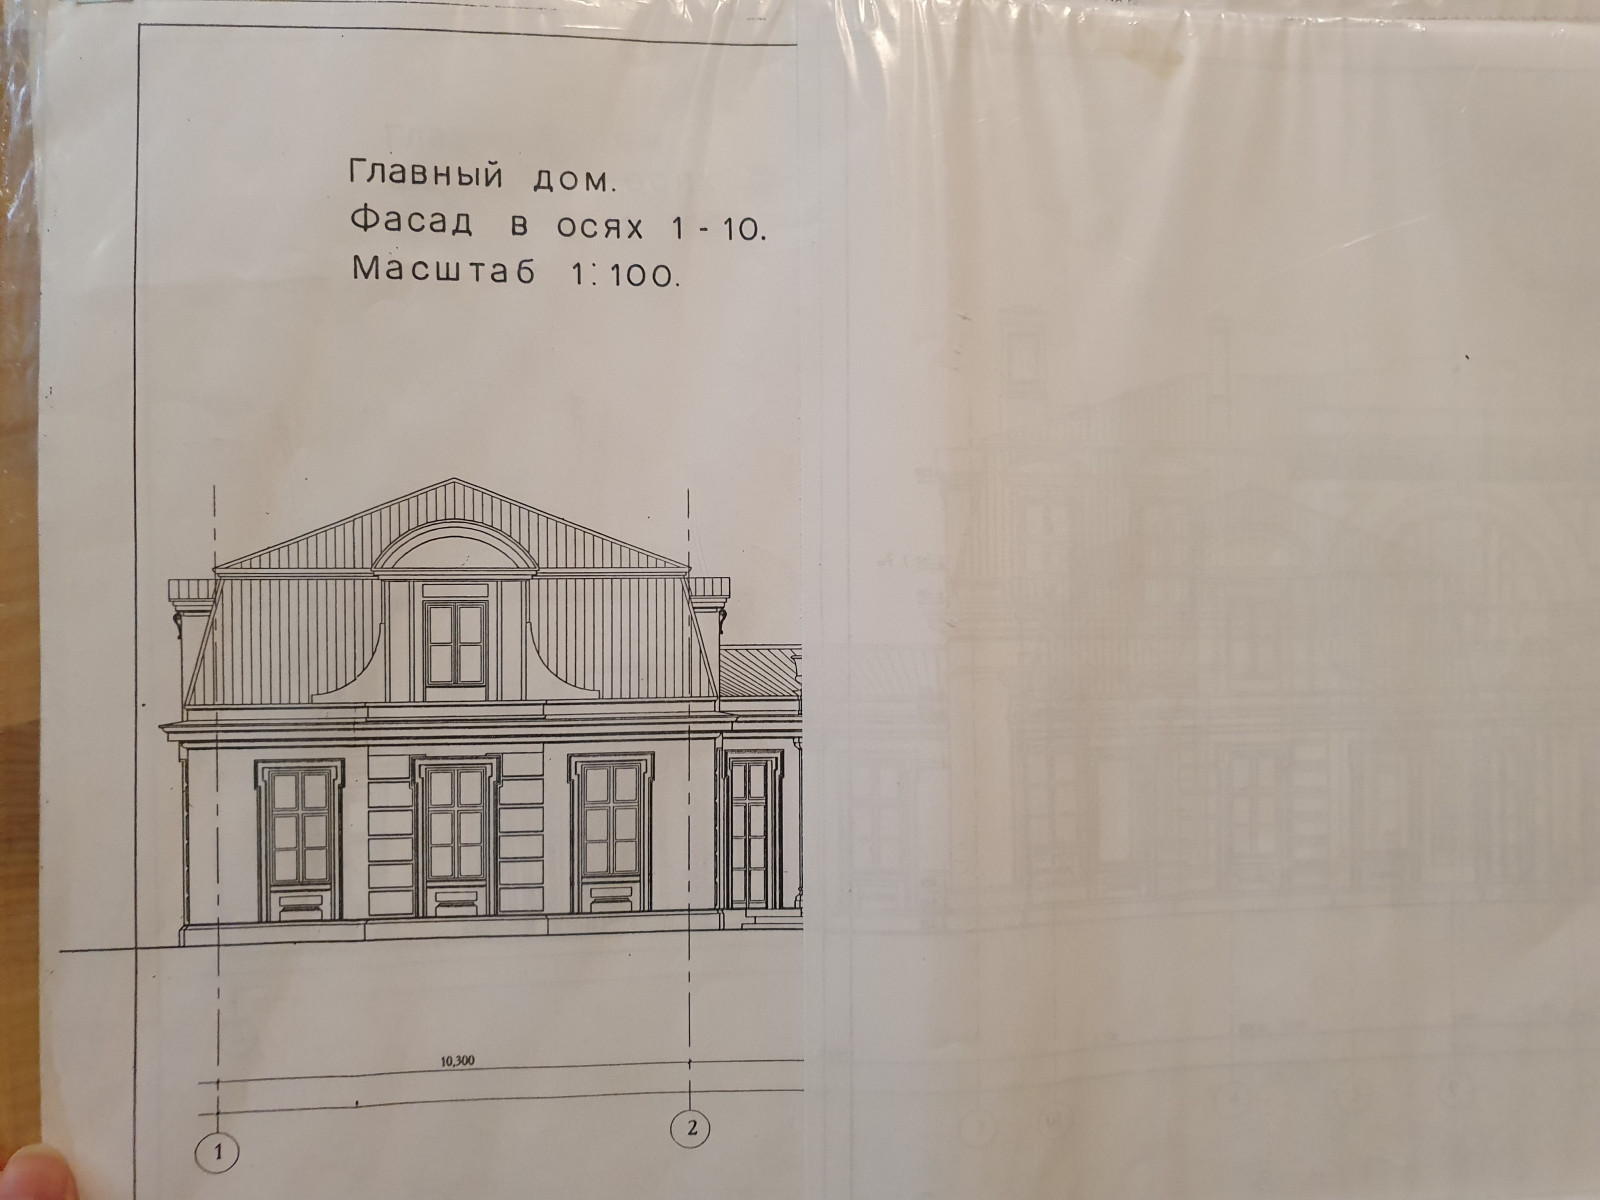 Главный дом.
Фасад в осях 1-10.
Масштаб 1:100.
10,300
1
2